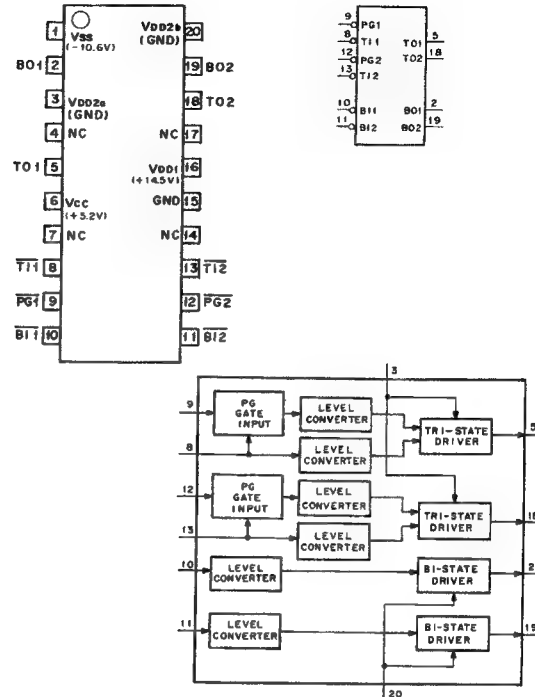 1 VSS (-10.6V)
VDD2b (GND) 20
BO1 2
19 BO2
3 VDD2a (GND)
18 TO2
4 NC
NC 17
TO1 5
VDD1 (+14.5V) 16
6 VCC (+5.2V)
GND 15
7 NC
NC 14
TI1 8
13 TI2
PG1 9
12 PG2
BI1 10
11 BI2
9 PG1
8 TI1
TO1 5
12 PG2
TO2 18
13 TI2
10 BI1
BO1 2
11 BI2
BO2 19
3
9
PG GATE INPUT
LEVEL CONVERTER
TRI-STATE DRIVER
5
8
LEVEL CONVERTER
12
PG GATE INPUT
LEVEL CONVERTER
TRI-STATE DRIVER
18
13
LEVEL CONVERTER
10
LEVEL CONVERTER
BI-STATE DRIVER
2
11
LEVEL CONVERTER
BI-STATE DRIVER
19
20